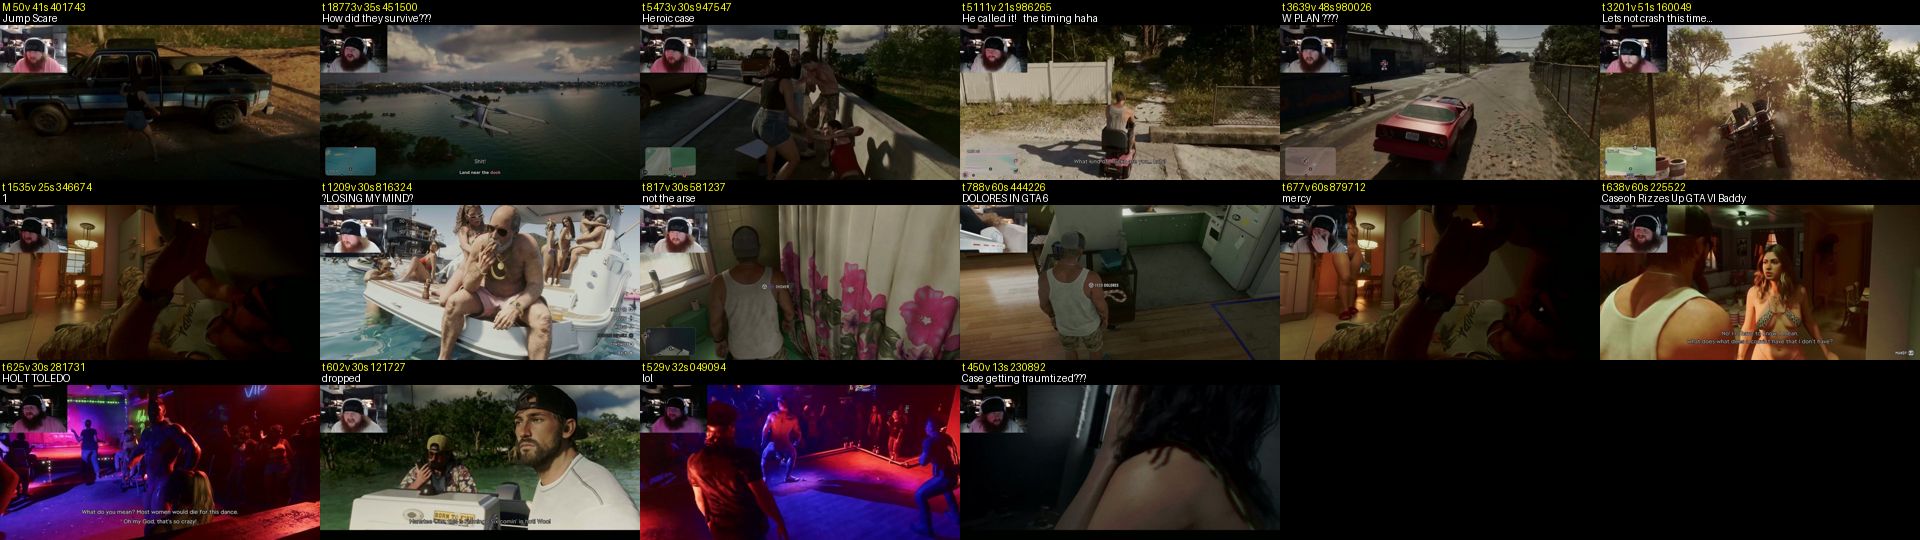 M 50v 41s 401743
Jump Scare
t 18773v 35s 451500
How did they survive???
Shit!
Land near the dock
t 5473v 30s 947547
Heroic case
t 5111v 21s 986265
He called it! the timing haha
t 3639v 48s 980026
W PLAN ????
t 3201v 51s 160049
Lets not crash this time...
t 1535v 25s 346674
1
t 1209v 30s 816324
?LOSING MY MIND?
t 817v 30s 581237
not the arse
SHOWER
t 788v 60s 444226
DOLORES IN GTA6
FEED DOLORES
t 677v 60s 879712
mercy
t 638v 60s 225522
Caseoh Rizzes Up GTA VI Baddy
t 625v 30s 281731
HOLT TOLEDO
VIP
What do you mean? Most women would die for this dance.
Oh my God, that's so crazy!
t 602v 30s 121727
dropped
t 529v 32s 049094
lol
t 450v 13s 230892
Case getting traumtized???